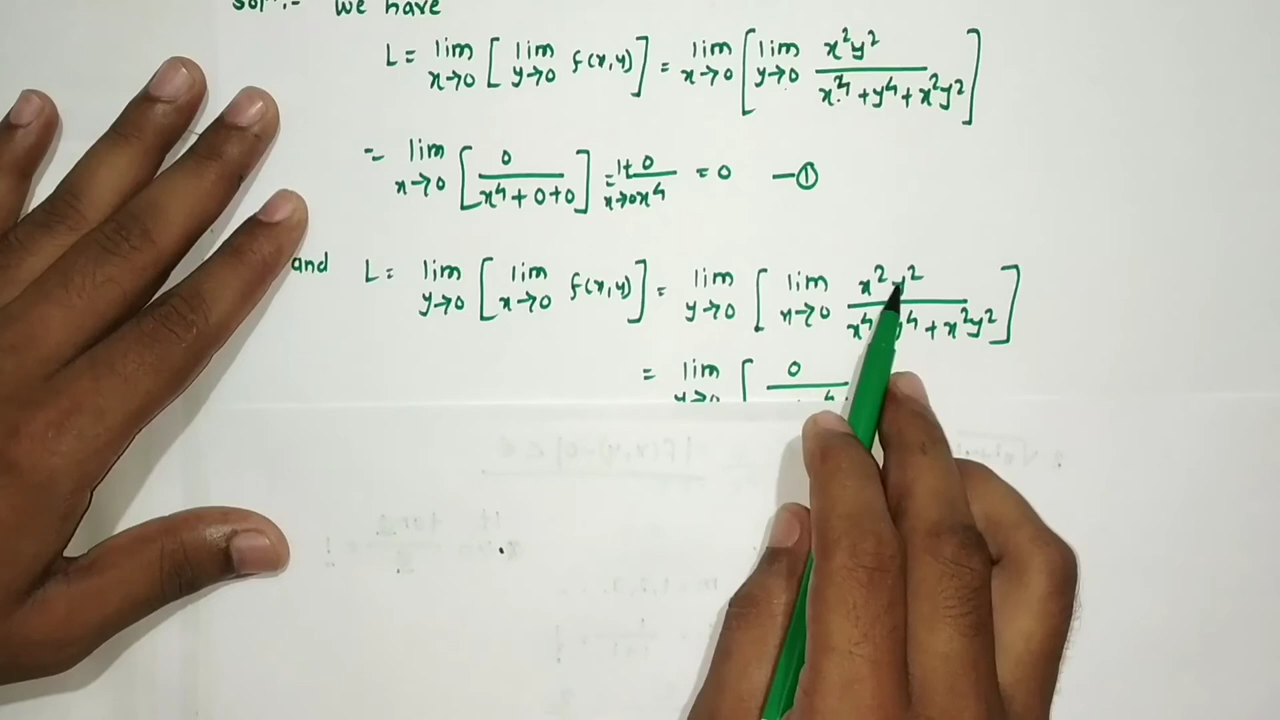 Solⁿ:- we have
L = lim x→0 [ lim y→0 f(x,y) ] = lim x→0 [ lim y→0 x²y² / x⁴ + y⁴ + x²y² ]
= lim x→0 [ 0 / x⁴ + 0 + 0 ] = lt x→0 0 / x⁴ = 0 — ①
and L = lim y→0 [ lim x→0 f(x,y) ] = lim y→0 [ lim x→0 x²y² / x⁴ + y⁴ + x²y² ]
= lim y→0 [ 0